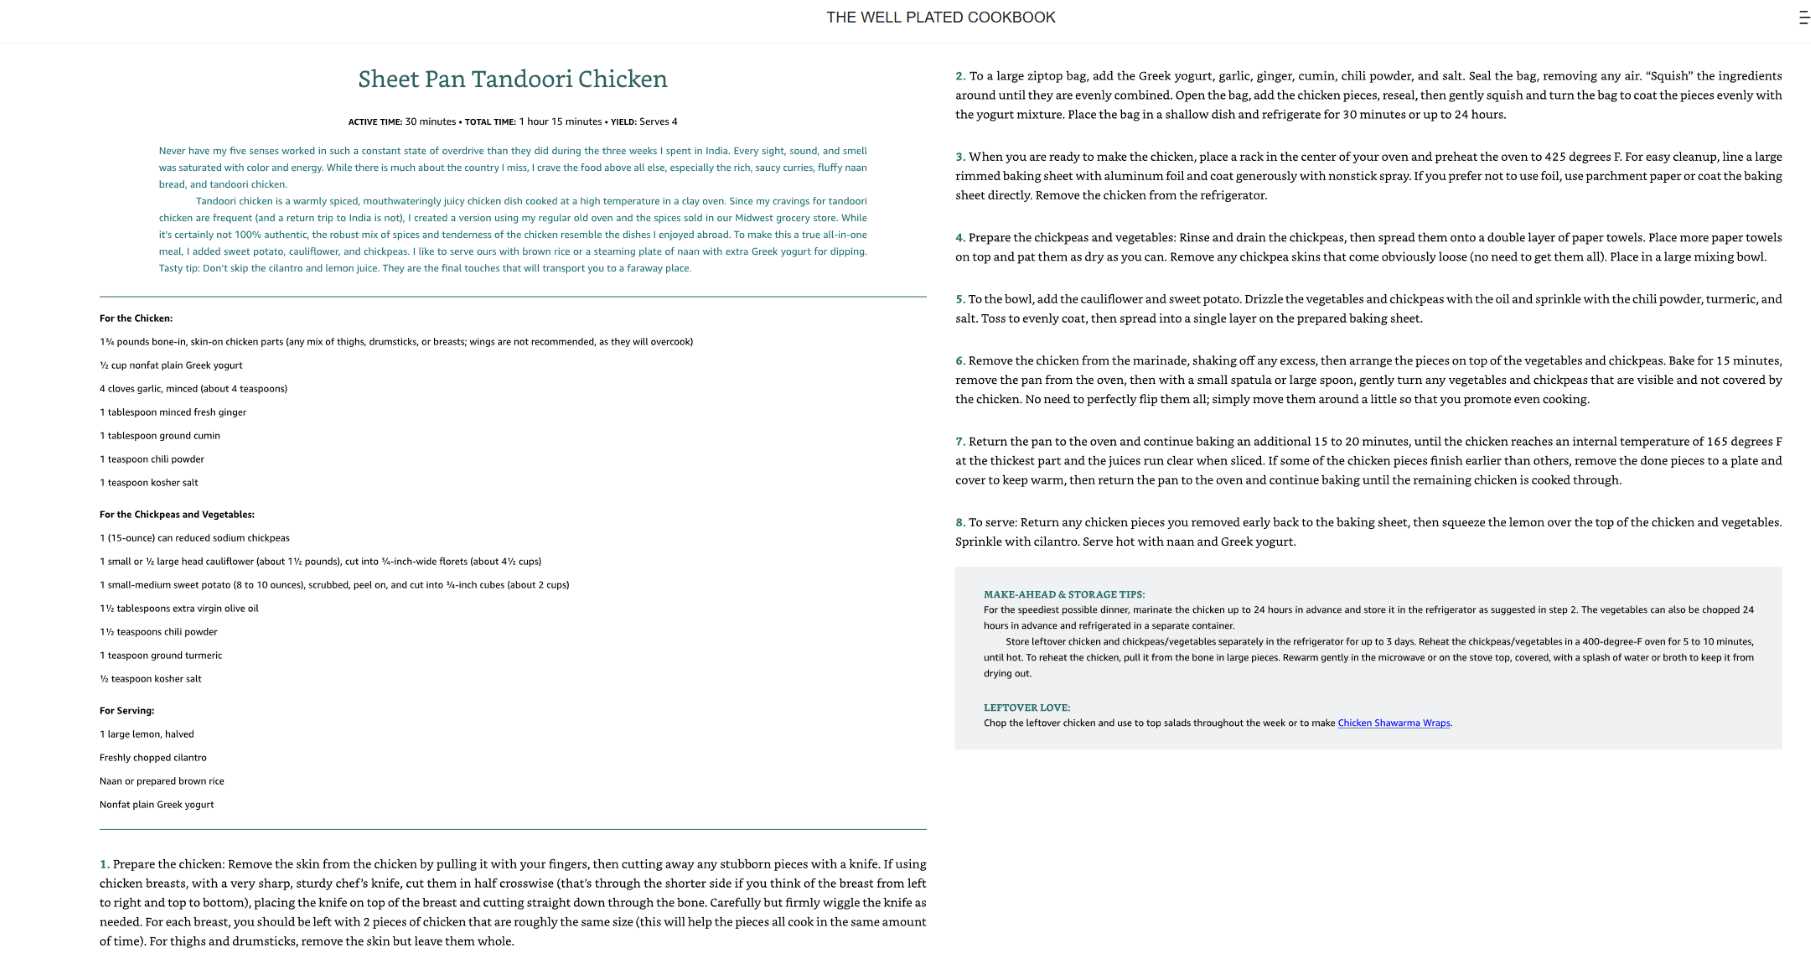 THE WELL PLATED COOKBOOK
Sheet Pan Tandoori Chicken
ACTIVE TIME: 30 minutes • TOTAL TIME: 1 hour 15 minutes • YIELD: Serves 4
Never have my five senses worked in such a constant state of overdrive than they did during the three weeks I spent in India. Every sight, sound, and smell
was saturated with color and energy. While there is much about the country I miss, I crave the food above all else, especially the rich, saucy curries, fluffy naan
bread, and tandoori chicken.
Tandoori chicken is a warmly spiced, mouthwateringly juicy chicken dish cooked at a high temperature in a clay oven. Since my cravings for tandoori
chicken are frequent (and a return trip to India is not), I created a version using my regular old oven and the spices sold in our Midwest grocery store. While
it's certainly not 100% authentic, the robust mix of spices and tenderness of the chicken resemble the dishes I enjoyed abroad. To make this a true all-in-one
meal, I added sweet potato, cauliflower, and chickpeas. I like to serve ours with brown rice or a steaming plate of naan with extra Greek yogurt for dipping.
Tasty tip: Don't skip the cilantro and lemon juice. They are the final touches that will transport you to a faraway place.
For the Chicken:
1¾ pounds bone-in, skin-on chicken parts (any mix of thighs, drumsticks, or breasts; wings are not recommended, as they will overcook)
½ cup nonfat plain Greek yogurt
4 cloves garlic, minced (about 4 teaspoons)
1 tablespoon minced fresh ginger
1 tablespoon ground cumin
1 teaspoon chili powder
1 teaspoon kosher salt
For the Chickpeas and Vegetables:
1 (15-ounce) can reduced sodium chickpeas
1 small or ½ large head cauliflower (about 1½ pounds), cut into ¾-inch-wide florets (about 4½ cups)
1 small-medium sweet potato (8 to 10 ounces), scrubbed, peel on, and cut into ¾-inch cubes (about 2 cups)
1½ tablespoons extra virgin olive oil
1½ teaspoons chili powder
1 teaspoon ground turmeric
½ teaspoon kosher salt
For Serving:
1 large lemon, halved
Freshly chopped cilantro
Naan or prepared brown rice
Nonfat plain Greek yogurt
1. Prepare the chicken: Remove the skin from the chicken by pulling it with your fingers, then cutting away any stubborn pieces with a knife. If using
chicken breasts, with a very sharp, sturdy chef's knife, cut them in half crosswise (that's through the shorter side if you think of the breast from left
to right and top to bottom), placing the knife on top of the breast and cutting straight down through the bone. Carefully but firmly wiggle the knife as
needed. For each breast, you should be left with 2 pieces of chicken that are roughly the same size (this will help the pieces all cook in the same amount
of time). For thighs and drumsticks, remove the skin but leave them whole.
2. To a large ziptop bag, add the Greek yogurt, garlic, ginger, cumin, chili powder, and salt. Seal the bag, removing any air. "Squish" the ingredients
around until they are evenly combined. Open the bag, add the chicken pieces, reseal, then gently squish and turn the bag to coat the pieces evenly with
the yogurt mixture. Place the bag in a shallow dish and refrigerate for 30 minutes or up to 24 hours.
3. When you are ready to make the chicken, place a rack in the center of your oven and preheat the oven to 425 degrees F. For easy cleanup, line a large
rimmed baking sheet with aluminum foil and coat generously with nonstick spray. If you prefer not to use foil, use parchment paper or coat the baking
sheet directly. Remove the chicken from the refrigerator.
4. Prepare the chickpeas and vegetables: Rinse and drain the chickpeas, then spread them onto a double layer of paper towels. Place more paper towels
on top and pat them as dry as you can. Remove any chickpea skins that come obviously loose (no need to get them all). Place in a large mixing bowl.
5. To the bowl, add the cauliflower and sweet potato. Drizzle the vegetables and chickpeas with the oil and sprinkle with the chili powder, turmeric, and
salt. Toss to evenly coat, then spread into a single layer on the prepared baking sheet.
6. Remove the chicken from the marinade, shaking off any excess, then arrange the pieces on top of the vegetables and chickpeas. Bake for 15 minutes,
remove the pan from the oven, then with a small spatula or large spoon, gently turn any vegetables and chickpeas that are visible and not covered by
the chicken. No need to perfectly flip them all; simply move them around a little so that you promote even cooking.
7. Return the pan to the oven and continue baking an additional 15 to 20 minutes, until the chicken reaches an internal temperature of 165 degrees F
at the thickest part and the juices run clear when sliced. If some of the chicken pieces finish earlier than others, remove the done pieces to a plate and
cover to keep warm, then return the pan to the oven and continue baking until the remaining chicken is cooked through.
8. To serve: Return any chicken pieces you removed early back to the baking sheet, then squeeze the lemon over the top of the chicken and vegetables.
Sprinkle with cilantro. Serve hot with naan and Greek yogurt.
MAKE-AHEAD & STORAGE TIPS:
For the speediest possible dinner, marinate the chicken up to 24 hours in advance and store it in the refrigerator as suggested in step 2. The vegetables can also be chopped 24
hours in advance and refrigerated in a separate container.
Store leftover chicken and chickpeas/vegetables separately in the refrigerator for up to 3 days. Reheat the chickpeas/vegetables in a 400-degree-F oven for 5 to 10 minutes,
until hot. To reheat the chicken, pull it from the bone in large pieces. Rewarm gently in the microwave or on the stove top, covered, with a splash of water or broth to keep it from
drying out.
LEFTOVER LOVE:
Chop the leftover chicken and use to top salads throughout the week or to make Chicken Shawarma Wraps.